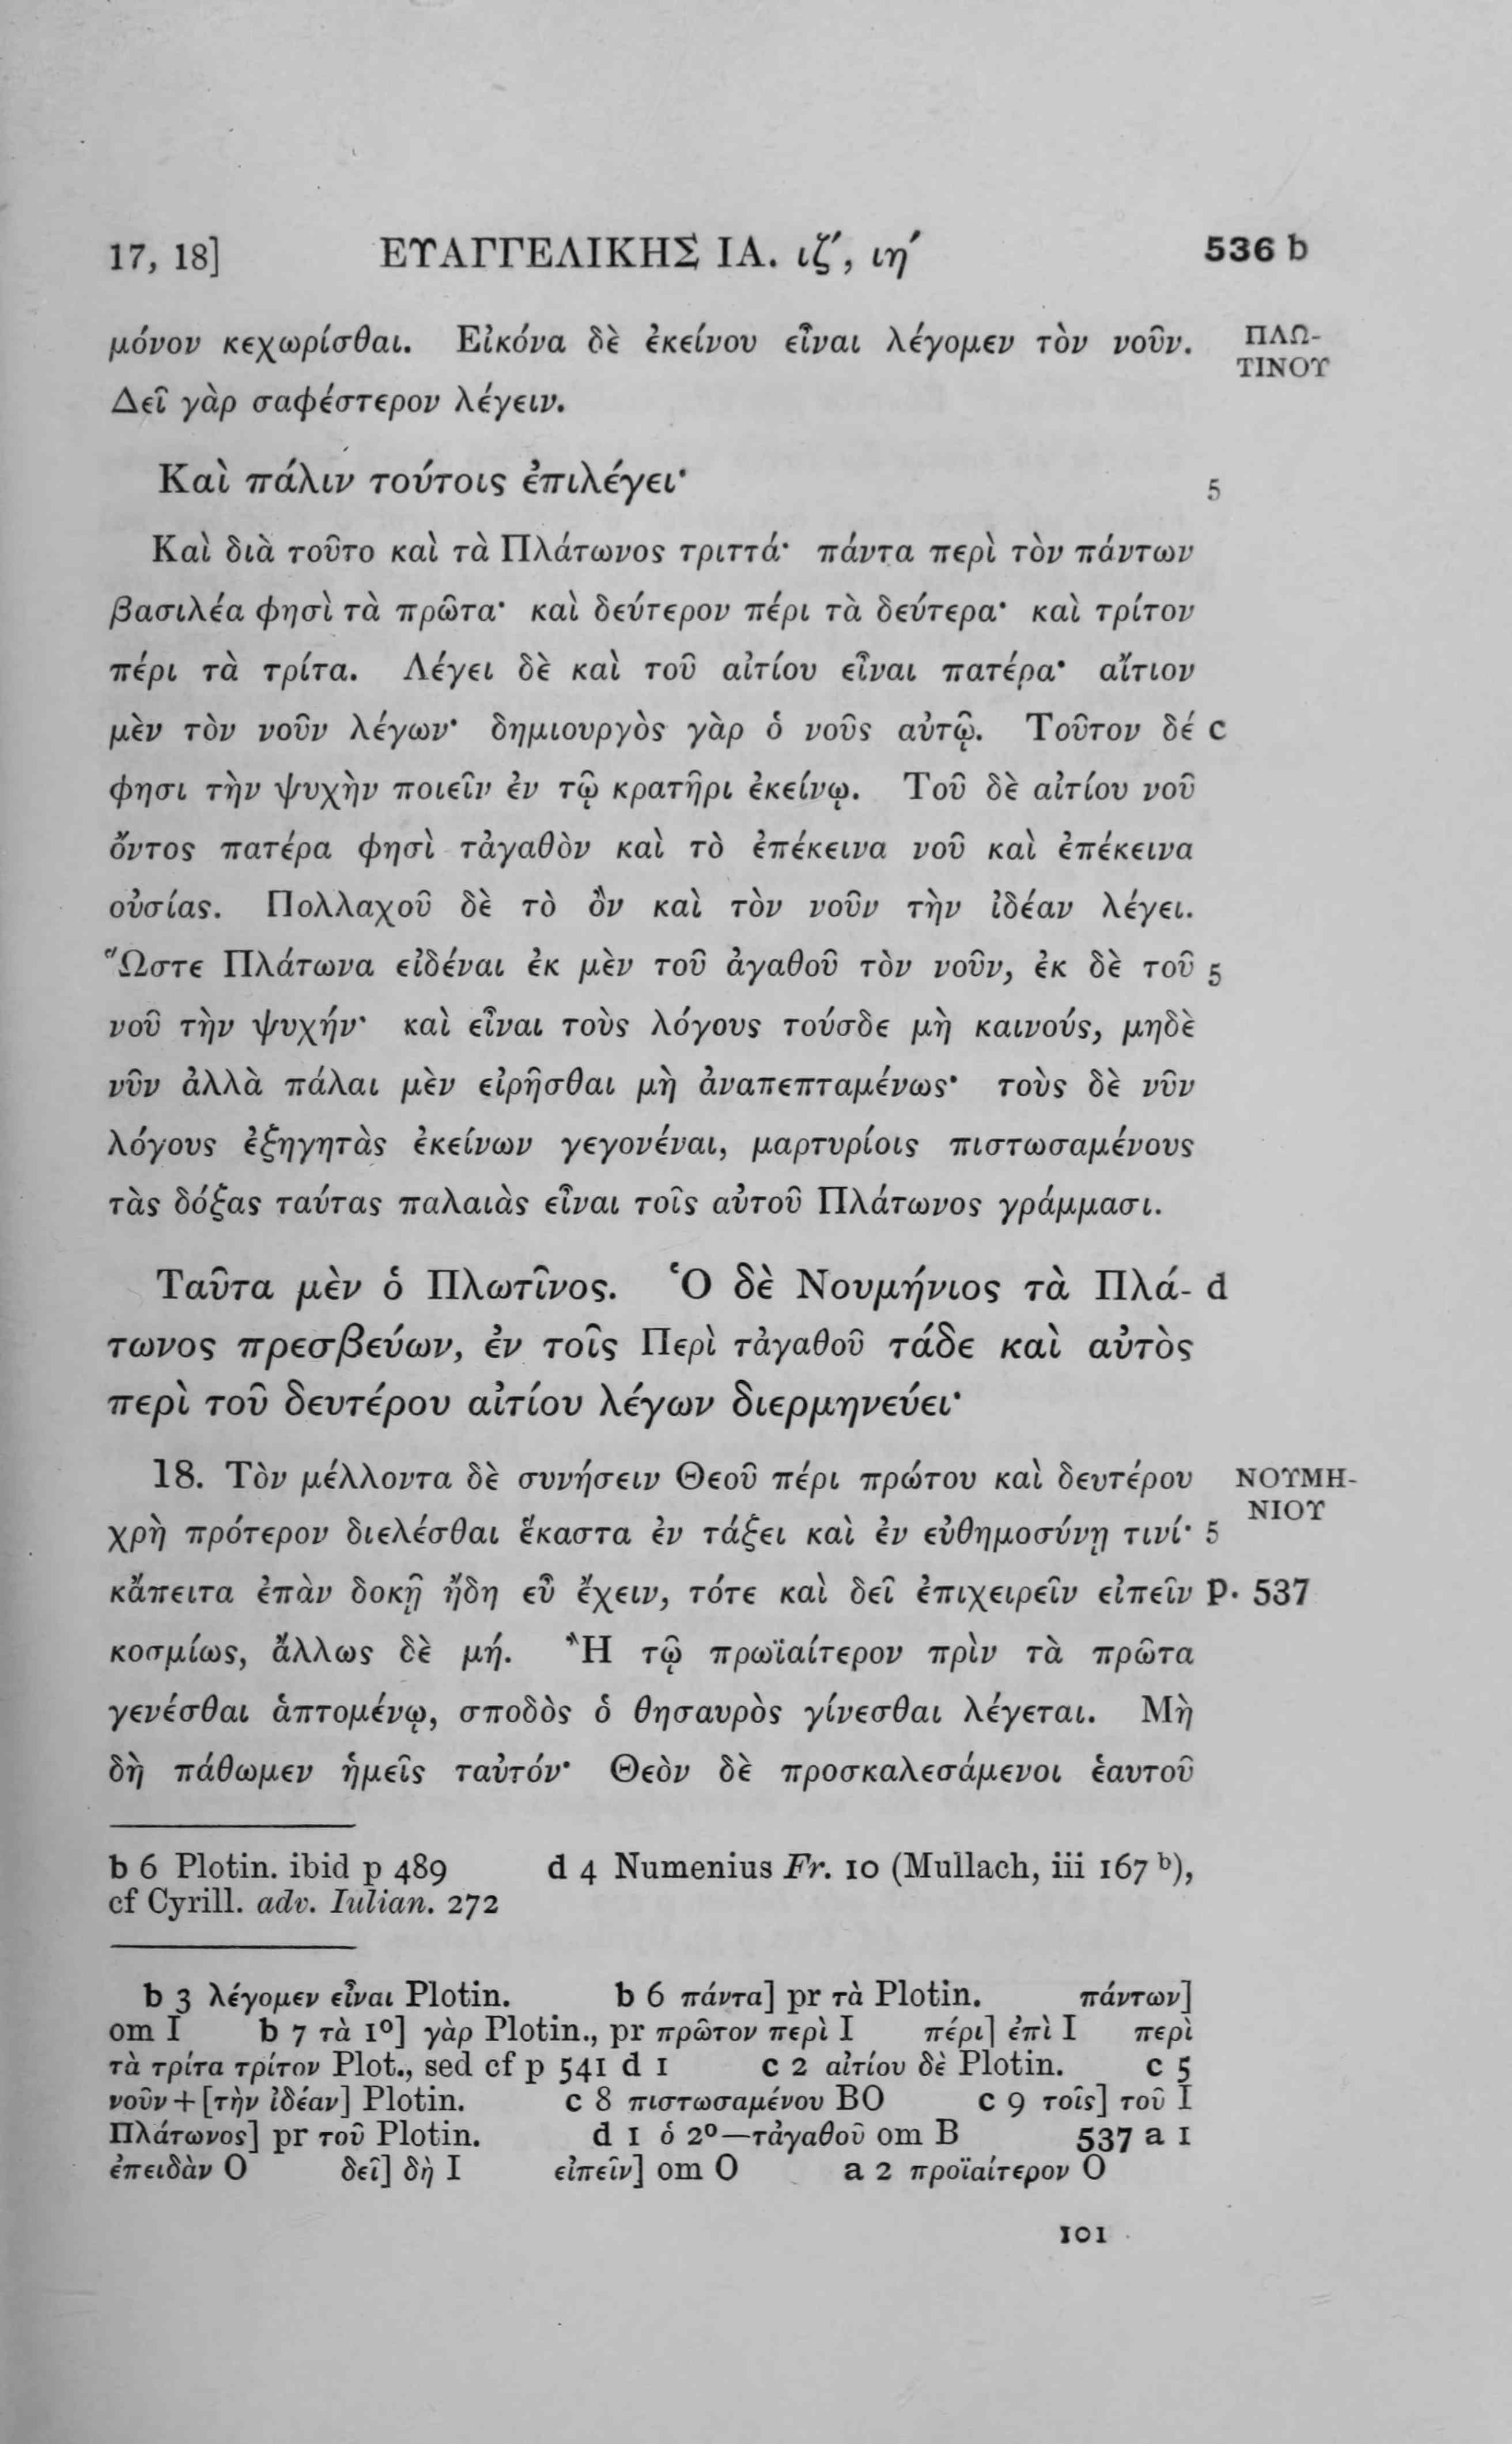 17, 18] ΕΥΑΓΓΕΛΙΚΗΣ ΙΑ. ιζ´, ιη´ 536 b
μόνον κεχωρίσθαι. Εἰκόνα δὲ ἐκείνου εἶναι λέγομεν τὸν νοῦν. ΠΛΩ-
ΤΙΝΟΥ
Δεῖ γὰρ σαφέστερον λέγειν.
Καὶ πάλιν τούτοις ἐπιλέγει· 5
Καὶ διὰ τοῦτο καὶ τὰ Πλάτωνος τριττά· πάντα περὶ τὸν πάντων
βασιλέα φησὶ τὰ πρῶτα· καὶ δεύτερον πέρι τὰ δεύτερα· καὶ τρίτον
πέρι τὰ τρίτα. Λέγει δὲ καὶ τοῦ αἰτίου εἶναι πατέρα· αἴτιον
μὲν τὸν νοῦν λέγων· δημιουργὸς γὰρ ὁ νοῦς αὐτῷ. Τοῦτον δέ c
φησι τὴν ψυχὴν ποιεῖν ἐν τῷ κρατῆρι ἐκείνῳ. Τοῦ δὲ αἰτίου νοῦ
ὄντος πατέρα φησὶ τἀγαθὸν καὶ τὸ ἐπέκεινα νοῦ καὶ ἐπέκεινα
οὐσίας. Πολλαχοῦ δὲ τὸ ὂν καὶ τὸν νοῦν τὴν ἰδέαν λέγει.
Ὥστε Πλάτωνα εἰδέναι ἐκ μὲν τοῦ ἀγαθοῦ τὸν νοῦν, ἐκ δὲ τοῦ 5
νοῦ τὴν ψυχήν· καὶ εἶναι τοὺς λόγους τούσδε μὴ καινούς, μηδὲ
νῦν ἀλλὰ πάλαι μὲν εἰρῆσθαι μὴ ἀναπεπταμένως· τοὺς δὲ νῦν
λόγους ἐξηγητὰς ἐκείνων γεγονέναι, μαρτυρίοις πιστωσαμένους
τὰς δόξας ταύτας παλαιὰς εἶναι τοῖς αὐτοῦ Πλάτωνος γράμμασι.
Ταῦτα μὲν ὁ Πλωτῖνος. Ὁ δὲ Νουμήνιος τὰ Πλά- d
τωνος πρεσβεύων, ἐν τοῖς Περὶ τἀγαθοῦ τάδε καὶ αὐτὸς
περὶ τοῦ δευτέρου αἰτίου λέγων διερμηνεύει·
18. Τὸν μέλλοντα δὲ συνήσειν Θεοῦ πέρι πρώτου καὶ δευτέρου ΝΟΥΜΗ-
ΝΙΟΥ
χρὴ πρότερον διελέσθαι ἕκαστα ἐν τάξει καὶ ἐν εὐθημοσύνῃ τινί· 5
κἄπειτα ἐπὰν δοκῇ ἤδη εὖ ἔχειν, τότε καὶ δεῖ ἐπιχειρεῖν εἰπεῖν p. 537
κοσμίως, ἄλλως δὲ μή. Ἢ τῷ πρωϊαίτερον πρὶν τὰ πρῶτα
γενέσθαι ἁπτομένῳ, σποδὸς ὁ θησαυρὸς γίνεσθαι λέγεται. Μὴ
δὴ πάθωμεν ἡμεῖς ταὐτόν· Θεὸν δὲ προσκαλεσάμενοι ἑαυτοῦ
b 6 Plotin. ibid p 489 d 4 Numenius Fr. 10 (Mullach, iii 167 b),
cf Cyrill. adv. Iulian. 272
b 3 λέγομεν εἶναι Plotin. b 6 πάντα] pr τὰ Plotin. πάντων]
om I b 7 τὰ 1º] γὰρ Plotin., pr πρῶτον περὶ I πέρι] ἐπὶ I περὶ
τὰ τρίτα τρίτον Plot., sed cf p 541 d 1 c 2 αἰτίου δὲ Plotin. c 5
νοῦν + [τὴν ἰδέαν] Plotin. c 8 πιστωσαμένου BO c 9 τοῖς] τοῦ I
Πλάτωνος] pr τοῦ Plotin. d 1 ὁ 2º—τἀγαθοῦ om B 537 a 1
ἐπειδὰν O δεῖ] δὴ I εἰπεῖν] om O a 2 προϊαίτερον O
101